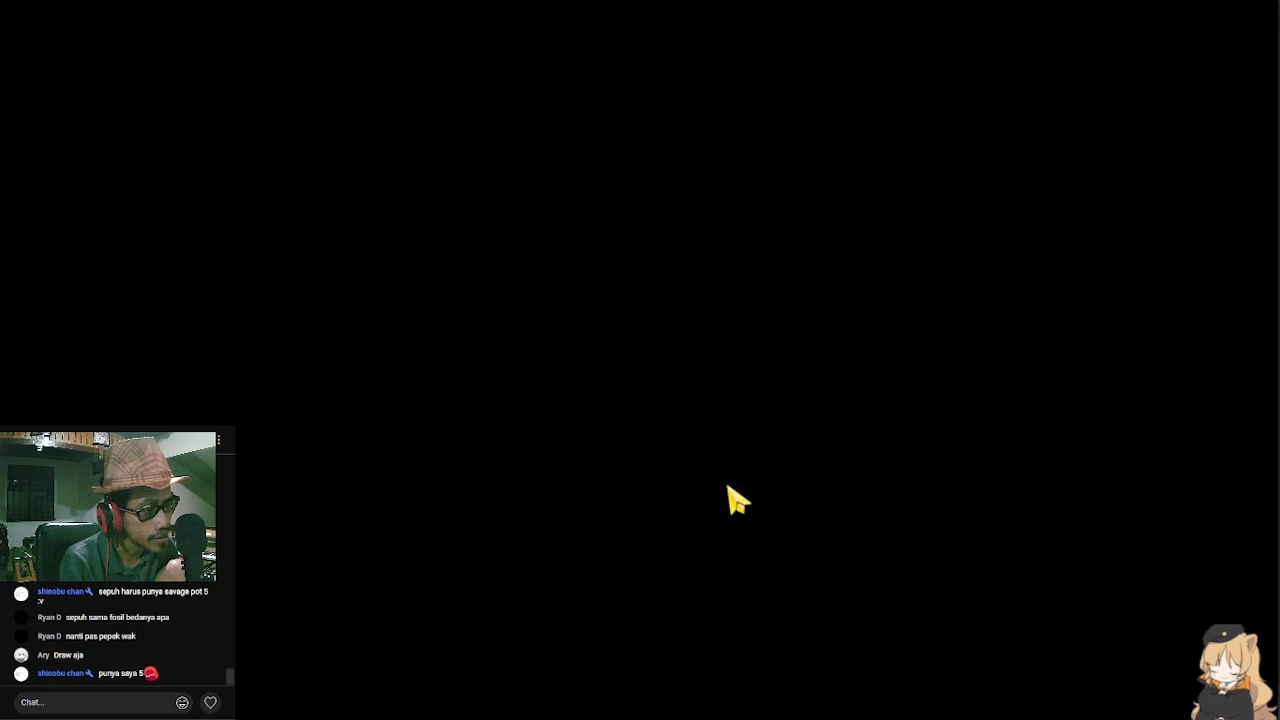 shinobu chan sepuh harus punya savage pot 5
:v
Ryan D sepuh sama fosil bedanya apa
Ryan D nanti pas pepek wak
Ary Draw aja
shinobu chan punya saya 5
Chat...